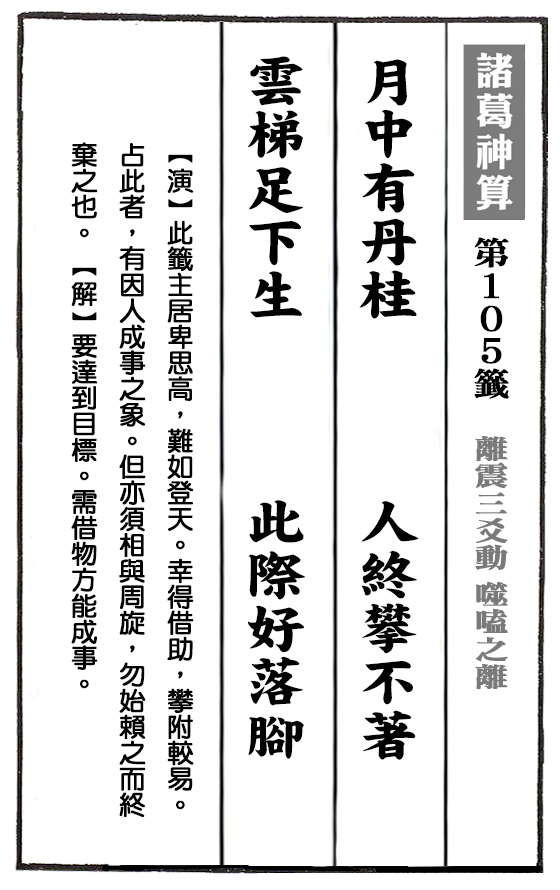 諸葛神算 第105籤 離震三爻動 噬嗑之離
月中有丹桂 人終攀不著
雲梯足下生 此際好落腳
【演】此籤主居卑思高，難如登天。幸得借助，攀附較易。
占此者，有因人成事之象。但亦須相與周旋，勿始賴之而終
棄之也。【解】要達到目標。需借物方能成事。